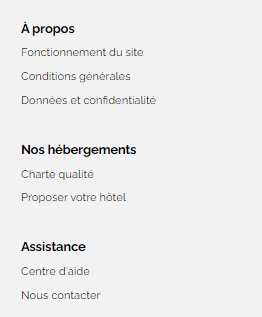 À propos
Fonctionnement du site
Conditions générales
Données et confidentialité
Nos hébergements
Charte qualité
Proposer votre hôtel
Assistance
Centre d'aide
Nous contacter